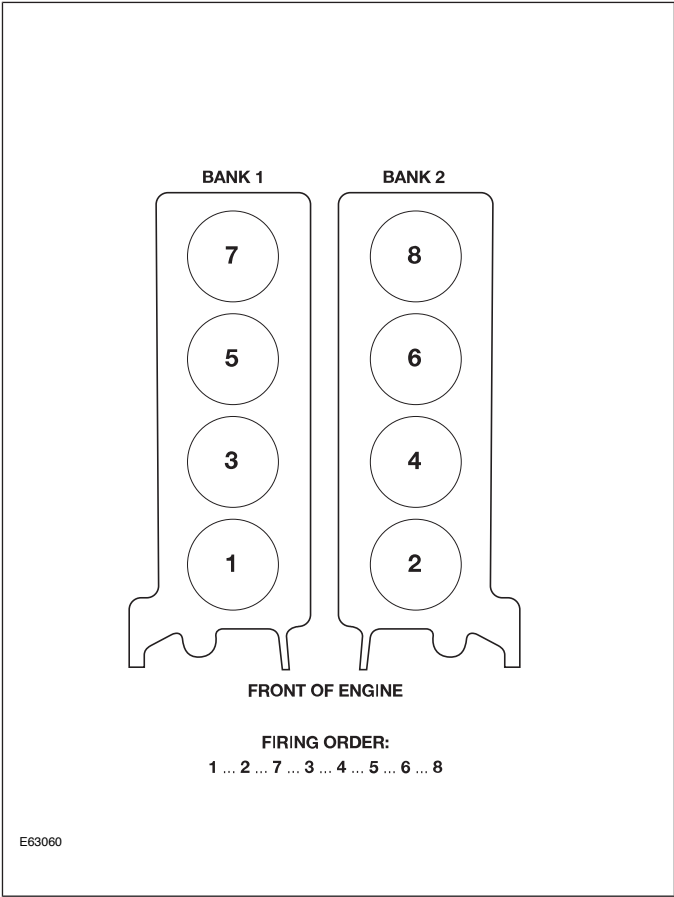 BANK 1 BANK 2
7 8
5 6
3 4
1 2
FRONT OF ENGINE
FIRING ORDER:
1 ... 2 ... 7 ... 3 ... 4 ... 5 ... 6 ... 8
E63060